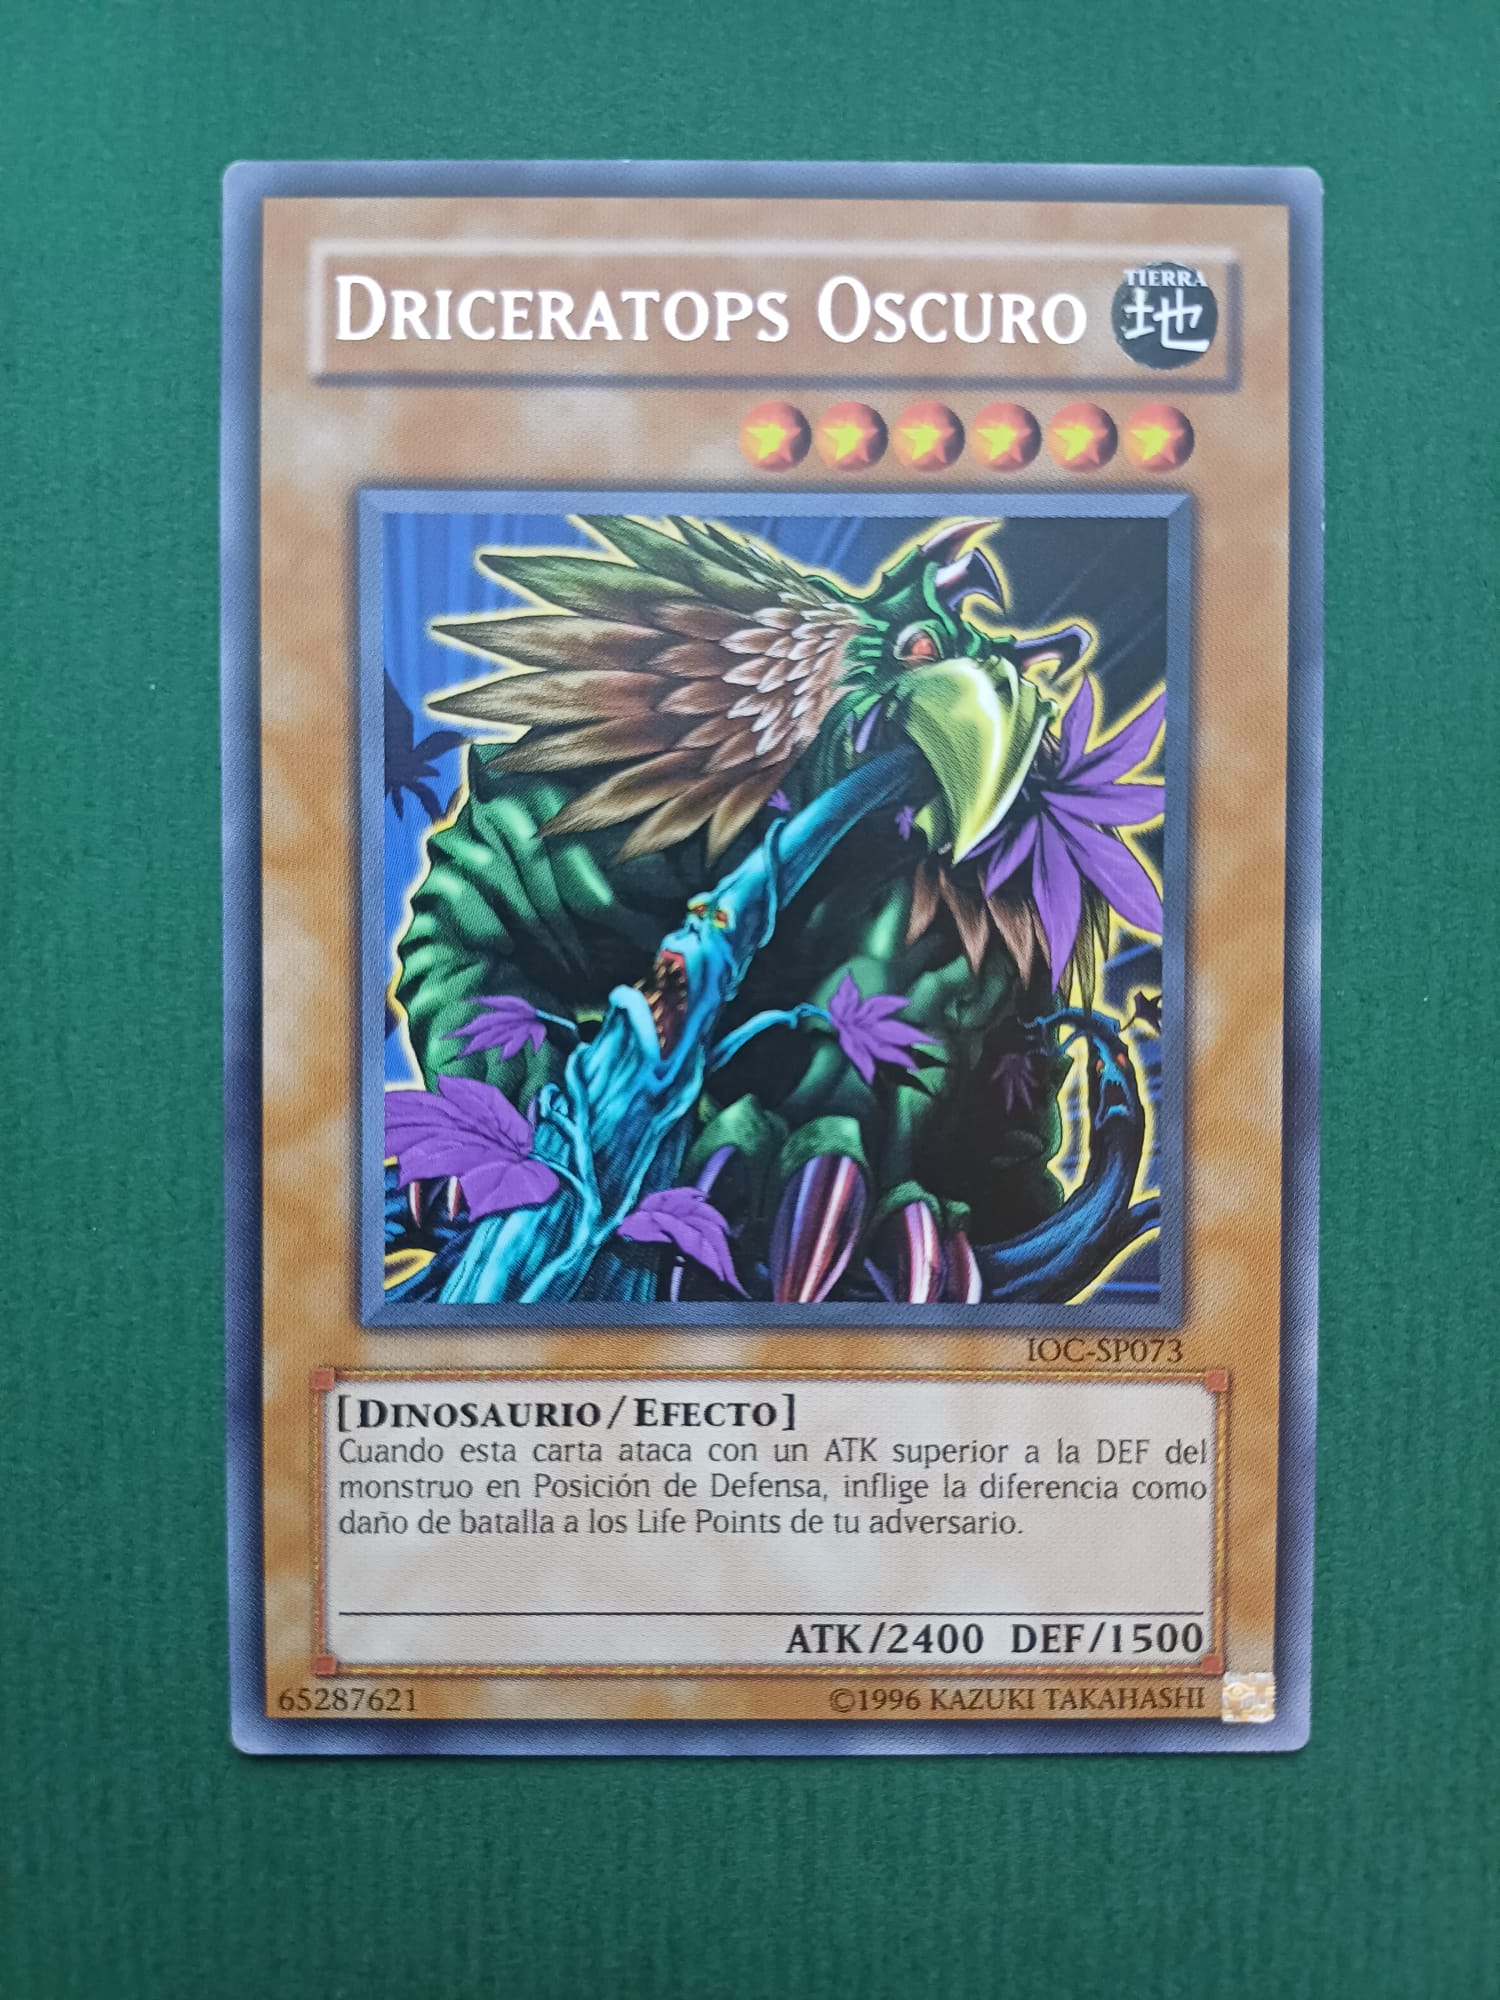 DRICERATOPS OSCURO
TIERRA
地
IOC-SP073
[DINOSAURIO/EFECTO]
Cuando esta carta ataca con un ATK superior a la DEF del
monstruo en Posición de Defensa, inflige la diferencia como
daño de batalla a los Life Points de tu adversario.
ATK/2400 DEF/1500
65287621
©1996 KAZUKI TAKAHASHI